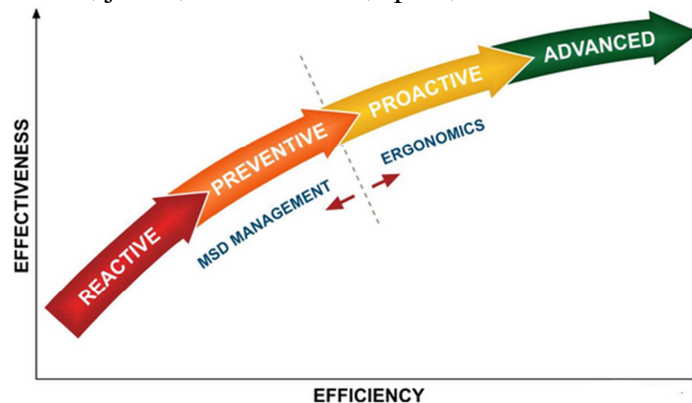 ADVANCED
PROACTIVE
PREVENTIVE
ERGONOMICS
EFFECTIVENESS
MSD MANAGEMENT
REACTIVE
EFFICIENCY